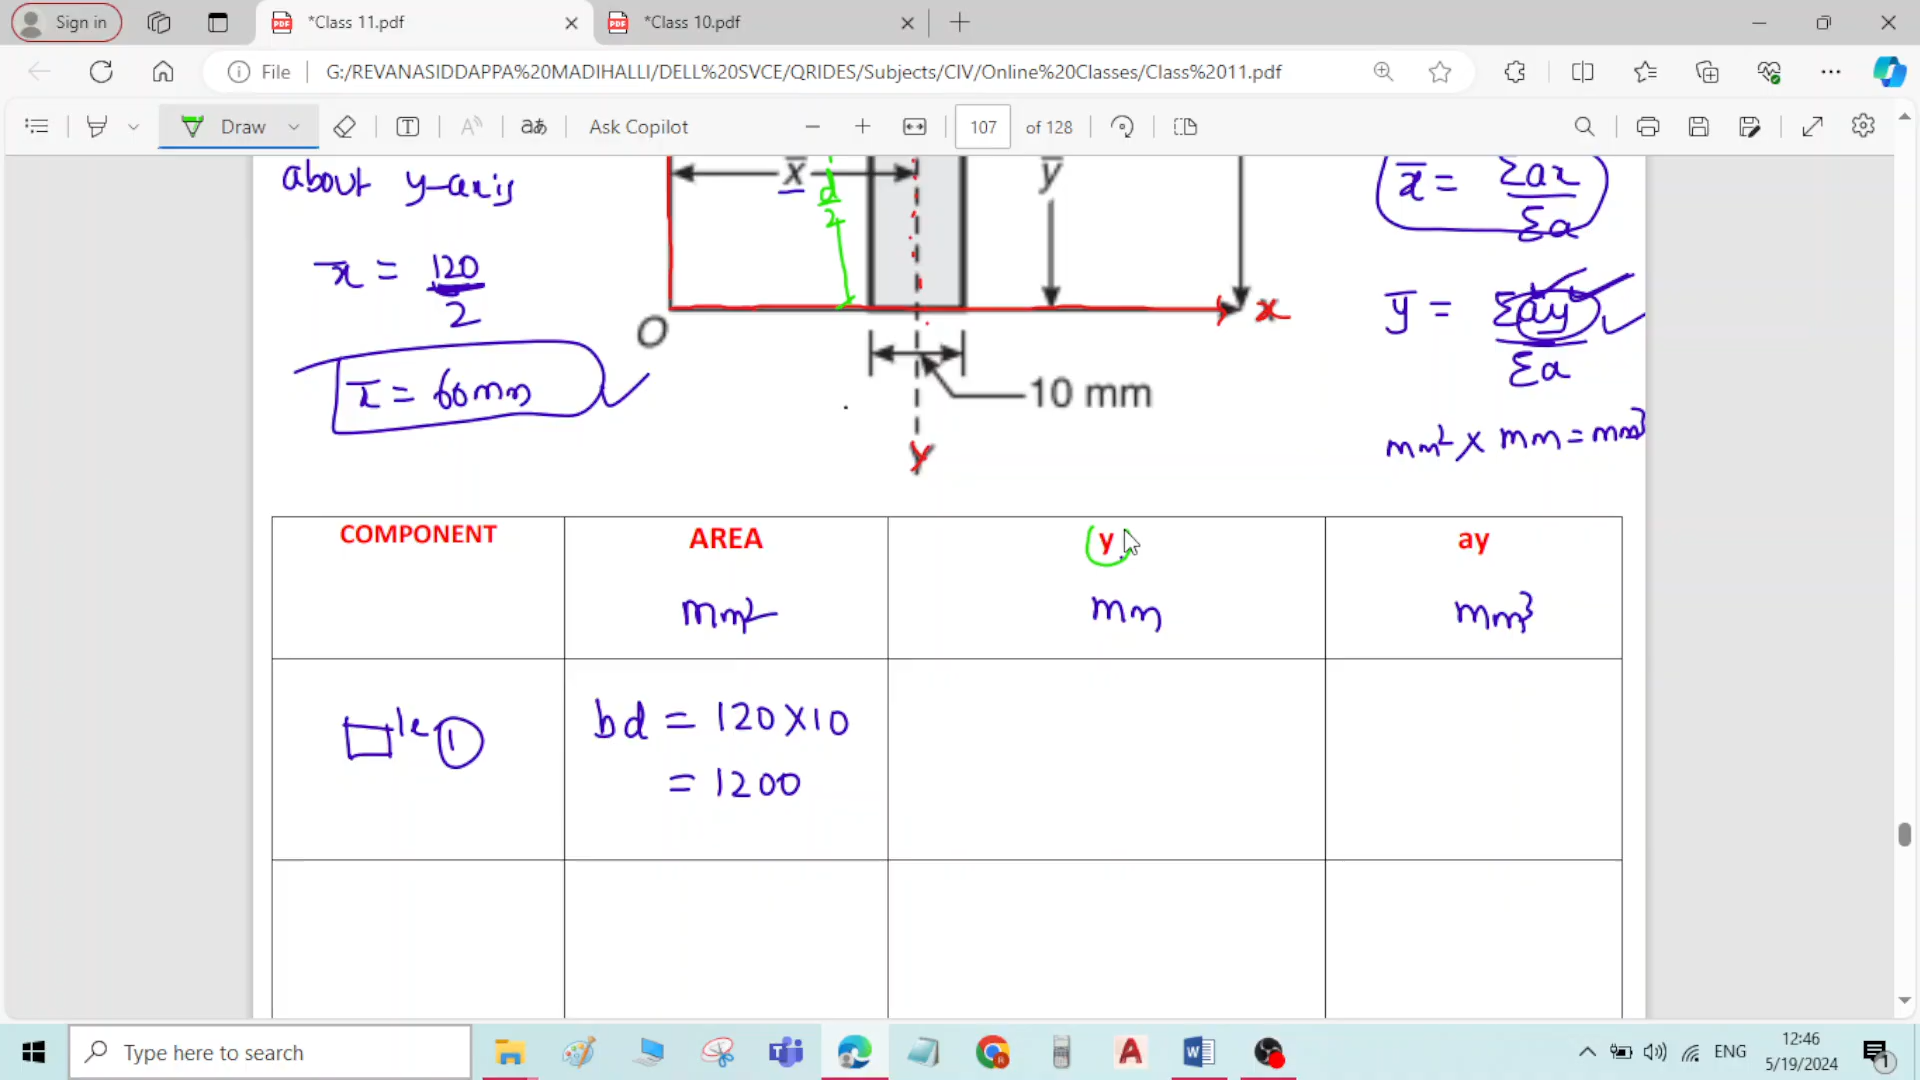 Sign in
*Class 11.pdf
*Class 10.pdf
File
G:/REVANASIDDAPPA%20MADIHALLI/DELL%20SVCE/QRIDES/Subjects/CIV/Online%20Classes/Class%2011.pdf
Draw
Ask Copilot
107 of 128
about y-axis
x̄ = 120/2
x̄ = 60mm
x̄
d/2
ȳ
O
x
10 mm
y
x̄ = Σax/Σa
ȳ = Σay/Σa
mm² x mm = mm³
COMPONENT AREA y ay
mm² mm mm³
le 1 bd = 120x10
= 1200
Type here to search
ENG
12:46
5/19/2024
1